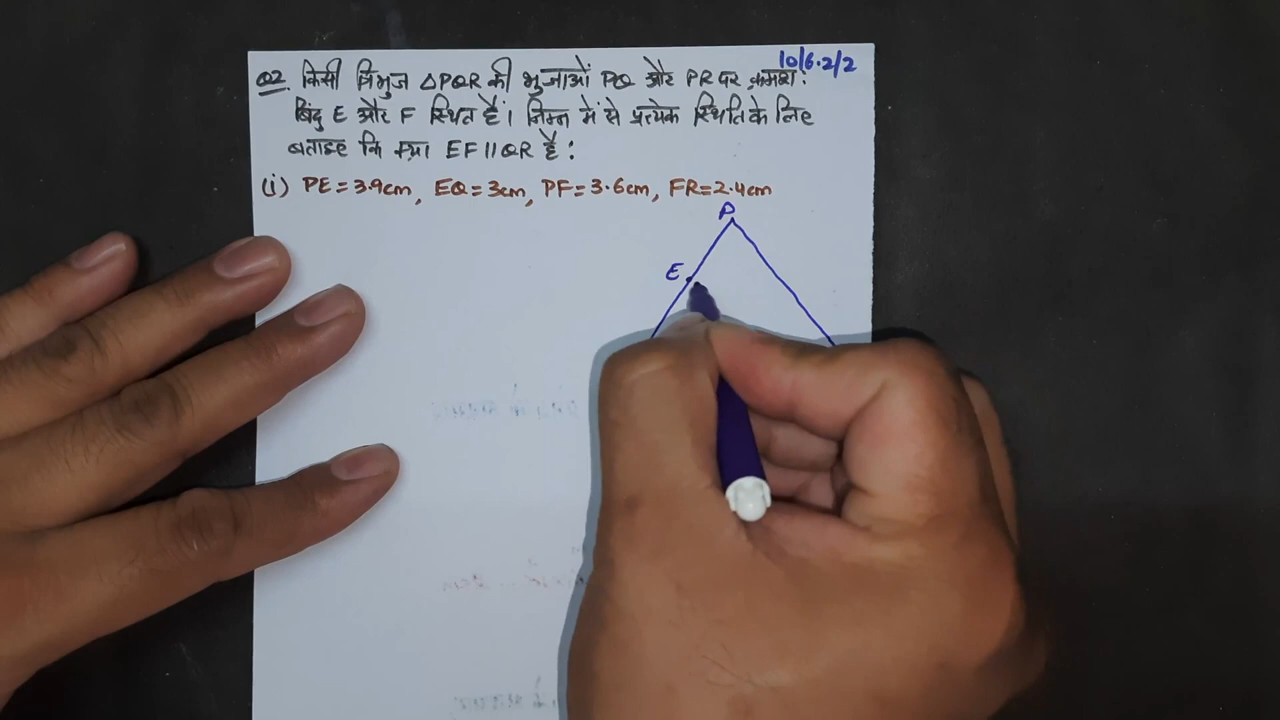 10/6.2/2
Q2. किसी त्रिभुज △PQR की भुजाओं PQ और PR पर क्रमश:
बिंदु E और F स्थित हैं। निम्न में से प्रत्येक स्थिति के लिए
बताइए कि क्या EF||QR है:
(i) PE=3.9cm, EQ=3cm, PF=3.6cm, FR=2.4cm
P
E